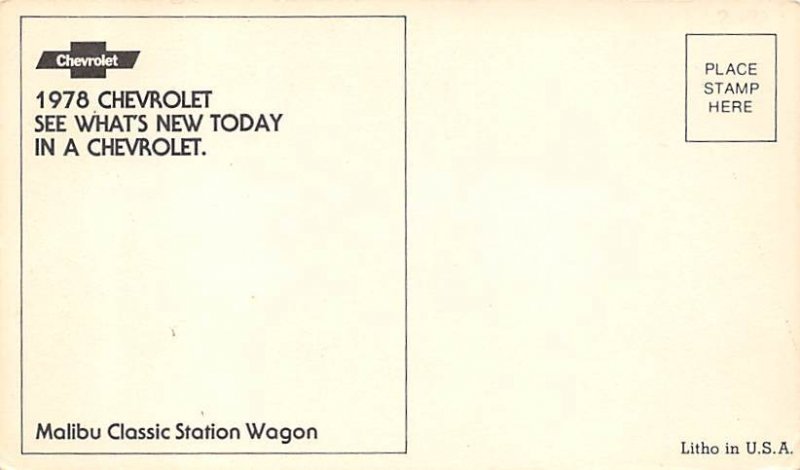 Chevrolet
1978 CHEVROLET
SEE WHAT'S NEW TODAY
IN A CHEVROLET.
Malibu Classic Station Wagon
PLACE
STAMP
HERE
Litho in U.S.A.